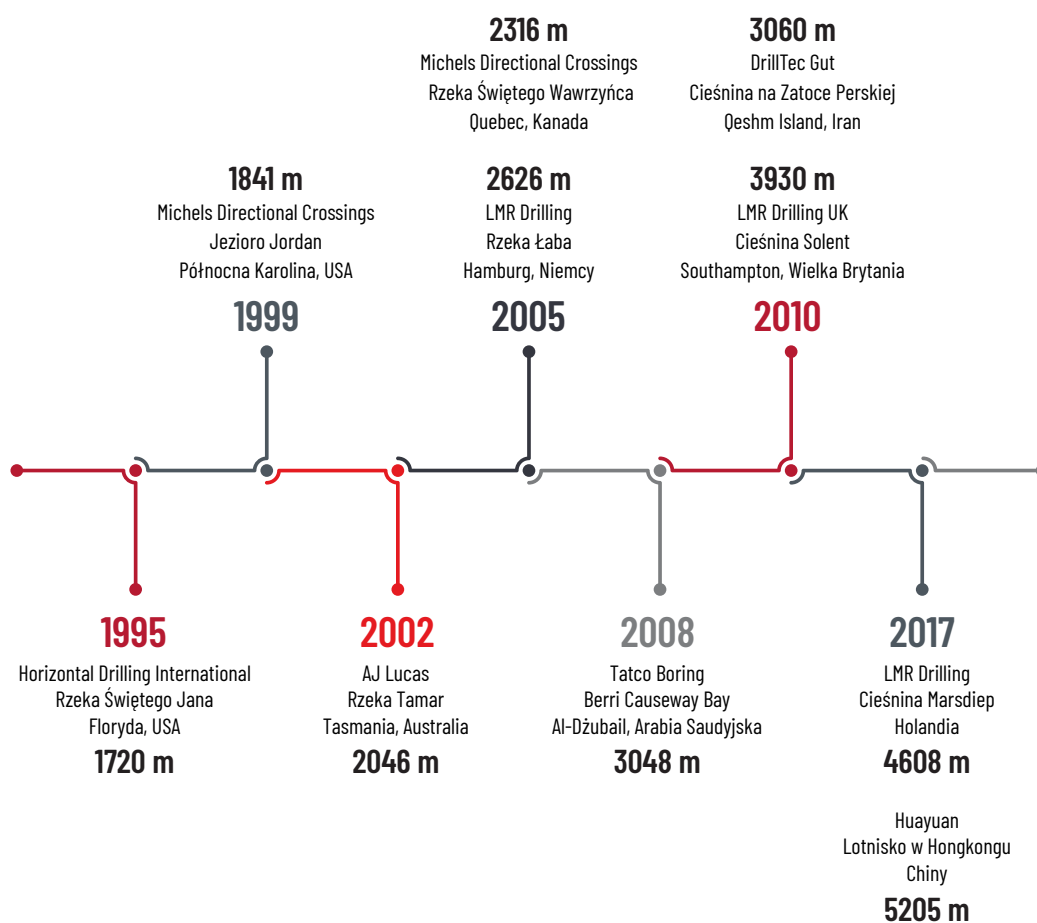 2316 m
Michels Directional Crossings
Rzeka Świętego Wawrzyńca
Quebec, Kanada
3060 m
DrillTec Gut
Cieśnina na Zatoce Perskiej
Qeshm Island, Iran
1841 m
Michels Directional Crossings
Jezioro Jordan
Północna Karolina, USA
1999
2626 m
LMR Drilling
Rzeka Łaba
Hamburg, Niemcy
2005
3930 m
LMR Drilling UK
Cieśnina Solent
Southampton, Wielka Brytania
2010
1995
Horizontal Drilling International
Rzeka Świętego Jana
Floryda, USA
1720 m
2002
AJ Lucas
Rzeka Tamar
Tasmania, Australia
2046 m
2008
Tatco Boring
Berri Causeway Bay
Al-Dżubail, Arabia Saudyjska
3048 m
2017
LMR Drilling
Cieśnina Marsdiep
Holandia
4608 m
Huayuan
Lotnisko w Hongkongu
Chiny
5205 m